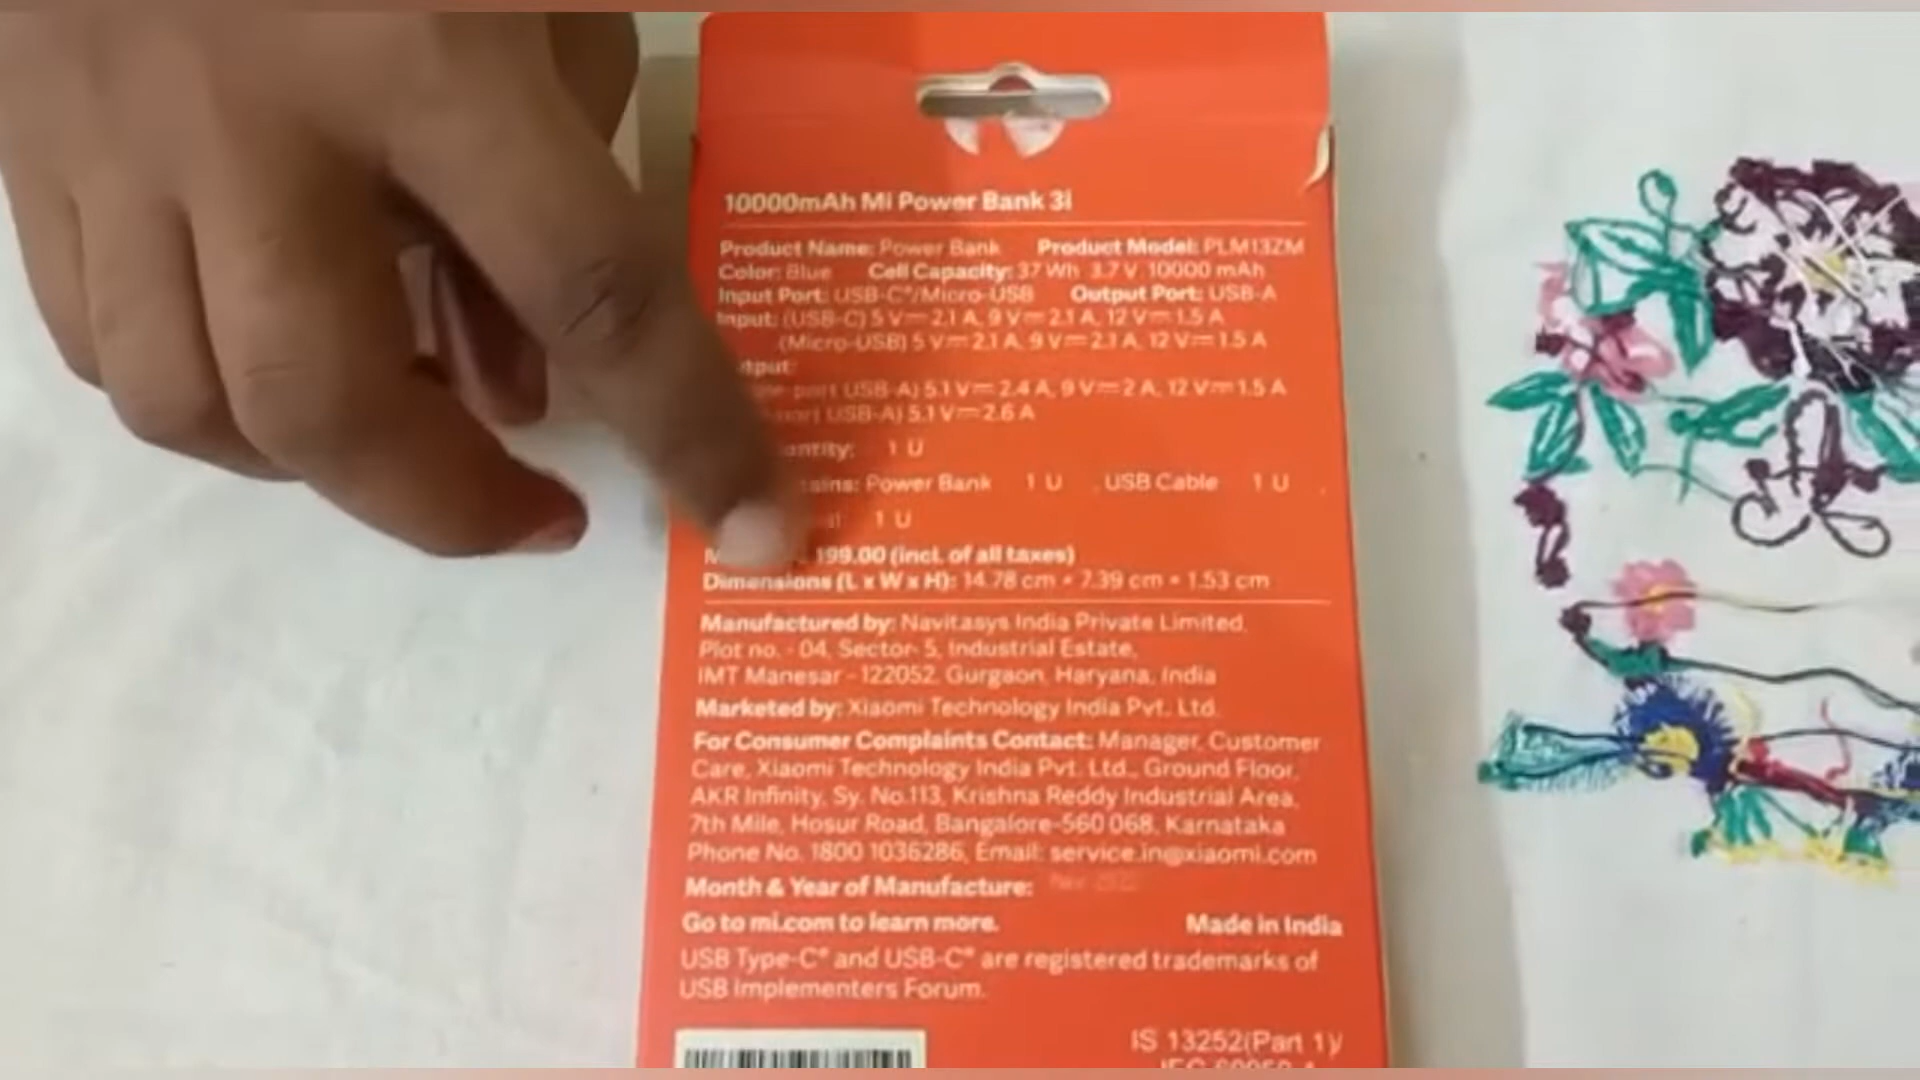 10000mAh Mi Power Bank 3i
Product Name: Power Bank Product Model: PLM13ZM
Color: Blue Cell Capacity: 37 Wh 3.7 V 10000 mAh
Input Port: USB-C®/Micro-USB Output Port: USB-A
Input: (USB-C) 5 V⎓2.1 A, 9 V⎓2.1 A, 12 V⎓1.5 A
(Micro-USB) 5 V⎓2.1 A, 9 V⎓2.1 A, 12 V⎓1.5 A
USB-A) 5.1 V⎓2.4 A, 9 V⎓2 A, 12 V⎓1.5 A
USB-A) 5.1 V⎓2.6 A
1 U
Power Bank 1 U , USB Cable 1 U ,
1 U
199.00 (incl. of all taxes)
Dimensions (L x W x H): 14.78 cm × 7.39 cm × 1.53 cm
Manufactured by: Navitasys India Private Limited,
Plot no. - 04, Sector- 5, Industrial Estate,
IMT Manesar - 122052, Gurgaon, Haryana, India
Marketed by: Xiaomi Technology India Pvt. Ltd.
For Consumer Complaints Contact: Manager, Customer
Care, Xiaomi Technology India Pvt. Ltd., Ground Floor,
AKR Infinity, Sy. No.113, Krishna Reddy Industrial Area,
7th Mile, Hosur Road, Bangalore-560 068, Karnataka
Phone No. 1800 1036286, Email: service.in@xiaomi.com
Month & Year of Manufacture:
Go to mi.com to learn more. Made in India
USB Type-C® and USB-C® are registered trademarks of
USB Implementers Forum.
IS 13252(Part 1)/